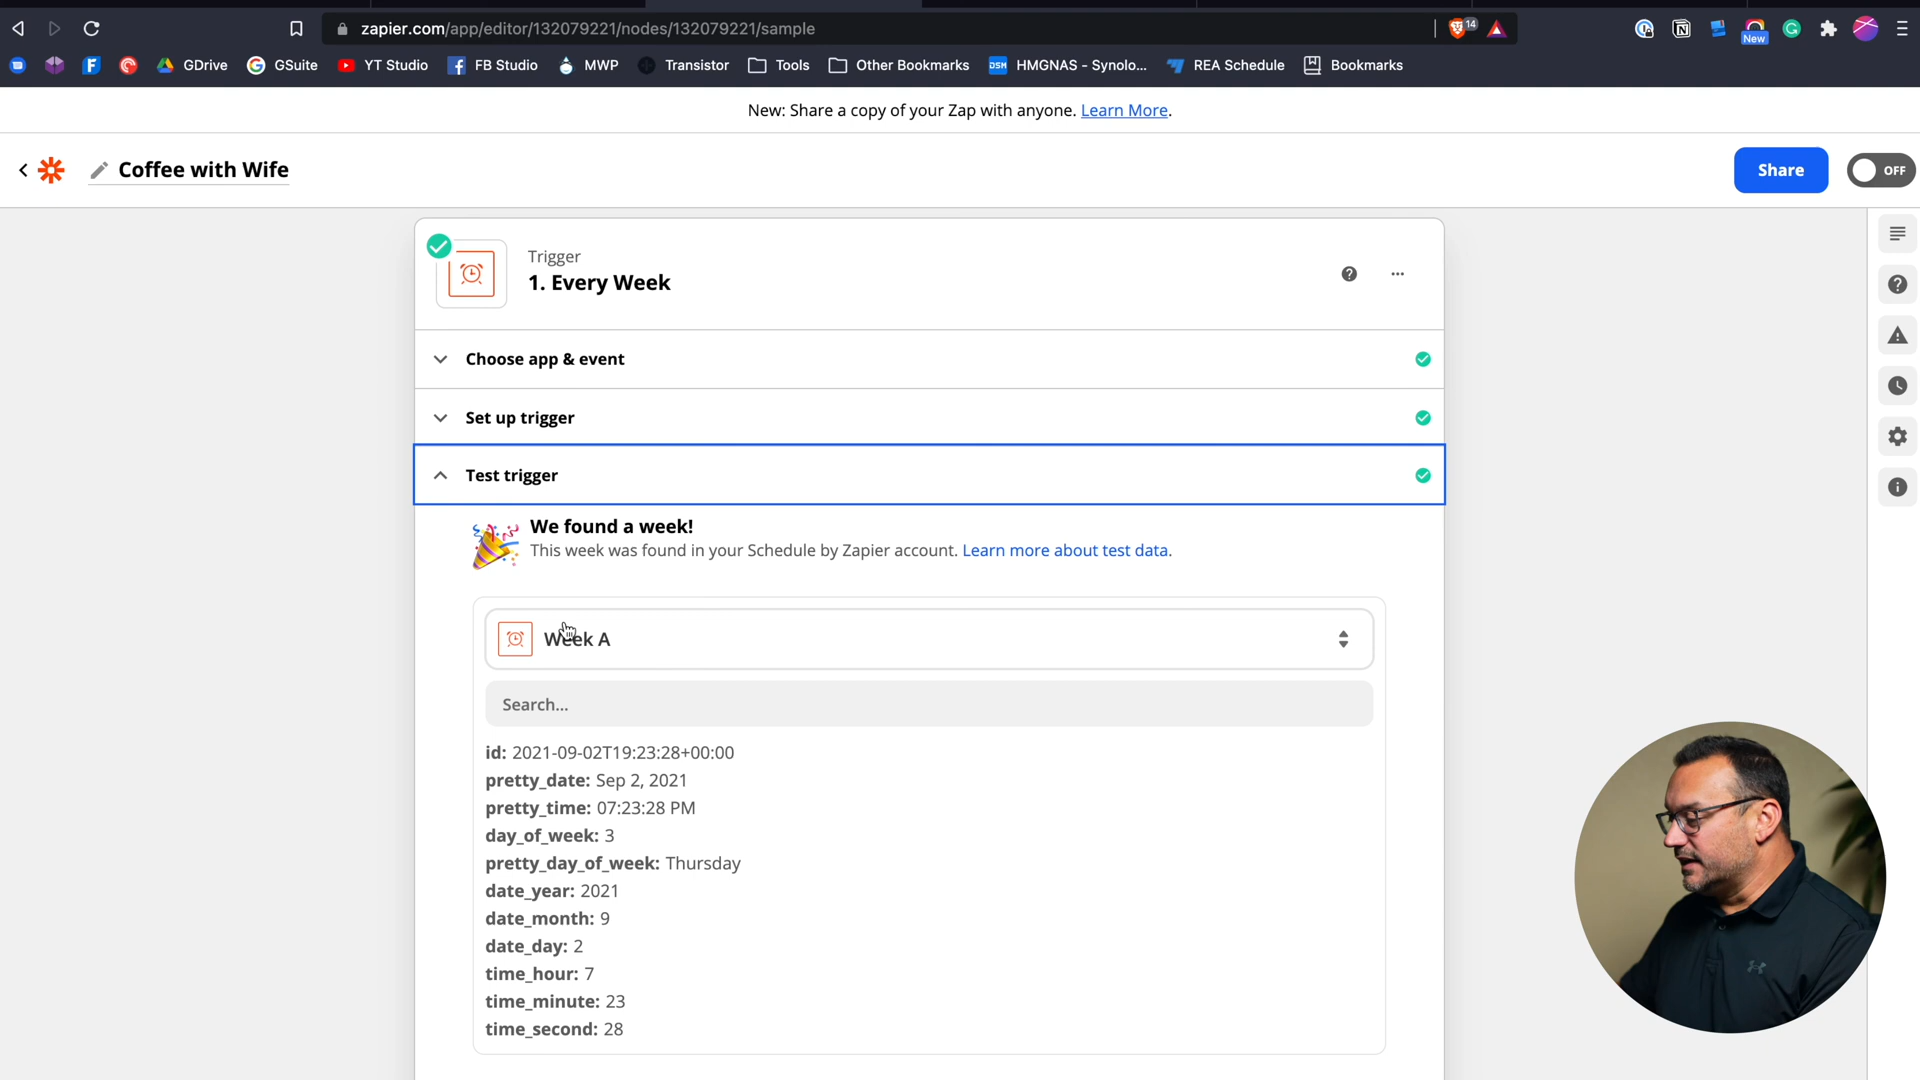 zapier.com/app/editor/132079221/nodes/132079221/sample
14
New
GDrive
GSuite
YT Studio
FB Studio
MWP
Transistor
Tools
Other Bookmarks
DSM
HMGNAS - Synolo...
REA Schedule
Bookmarks
New: Share a copy of your Zap with anyone. Learn More.
Coffee with Wife
Share
OFF
Trigger
1. Every Week
Choose app & event
Set up trigger
Test trigger
We found a week!
This week was found in your Schedule by Zapier account. Learn more about test data.
Week A
Search...
id: 2021-09-02T19:23:28+00:00
pretty_date: Sep 2, 2021
pretty_time: 07:23:28 PM
day_of_week: 3
pretty_day_of_week: Thursday
date_year: 2021
date_month: 9
date_day: 2
time_hour: 7
time_minute: 23
time_second: 28